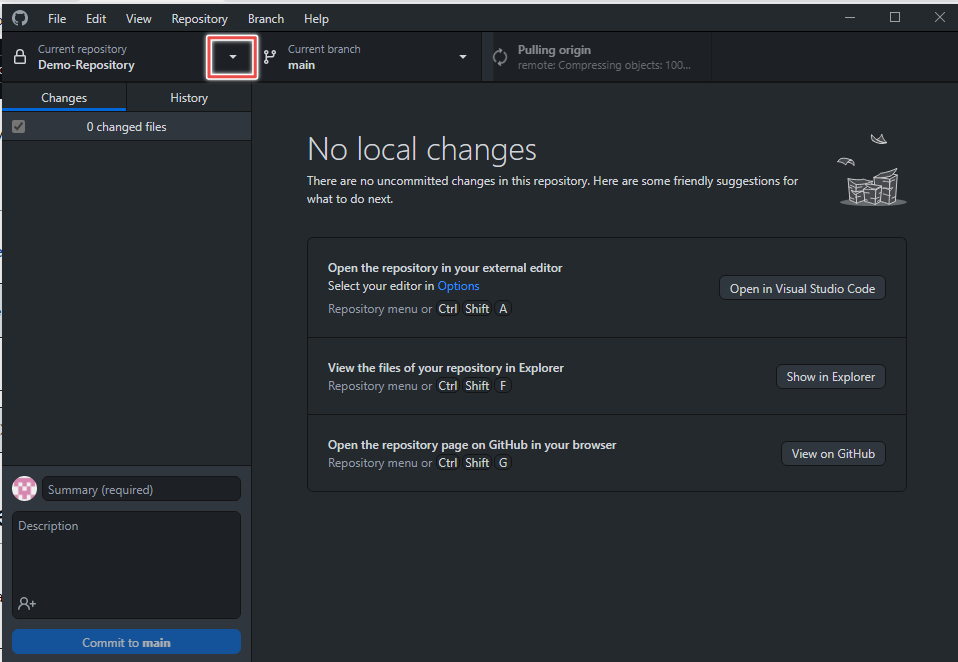 File Edit View Repository Branch Help
Current repository
Demo-Repository
Current branch
main
Pulling origin
remote: Compressing objects: 100...
Changes History
0 changed files
No local changes
There are no uncommitted changes in this repository. Here are some friendly suggestions for
what to do next.
Open the repository in your external editor
Select your editor in Options
Repository menu or Ctrl Shift A
Open in Visual Studio Code
View the files of your repository in Explorer
Repository menu or Ctrl Shift F
Show in Explorer
Open the repository page on GitHub in your browser
Repository menu or Ctrl Shift G
View on GitHub
Summary (required)
Description
Commit to main